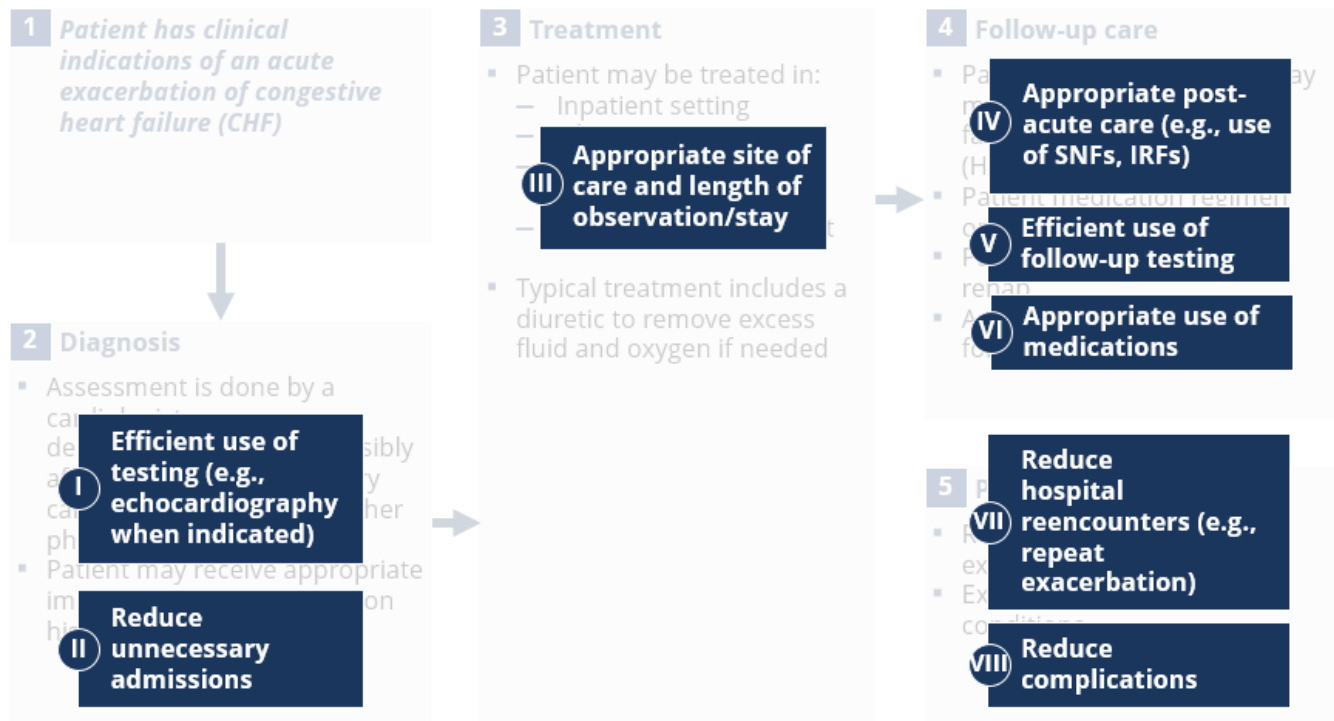 1 Patient has clinical
indications of an acute
exacerbation of congestive
heart failure (CHF)
2 Diagnosis
▪ Assessment is done by a
I Efficient use of
testing (e.g.,
echocardiography
when indicated)
▪ Patient may receive appropriate
II Reduce
unnecessary
admissions
3 Treatment
▪ Patient may be treated in:
– Inpatient setting
III Appropriate site of
care and length of
observation/stay
▪ Typical treatment includes a
diuretic to remove excess
fluid and oxygen if needed
4 Follow-up care
IV Appropriate post-
acute care (e.g., use
of SNFs, IRFs)
Patient medication regimen
V Efficient use of
follow-up testing
rehab
VI Appropriate use of
medications
5
VII Reduce
hospital
reencounters (e.g.,
repeat
exacerbation)
conditions
VIII Reduce
complications